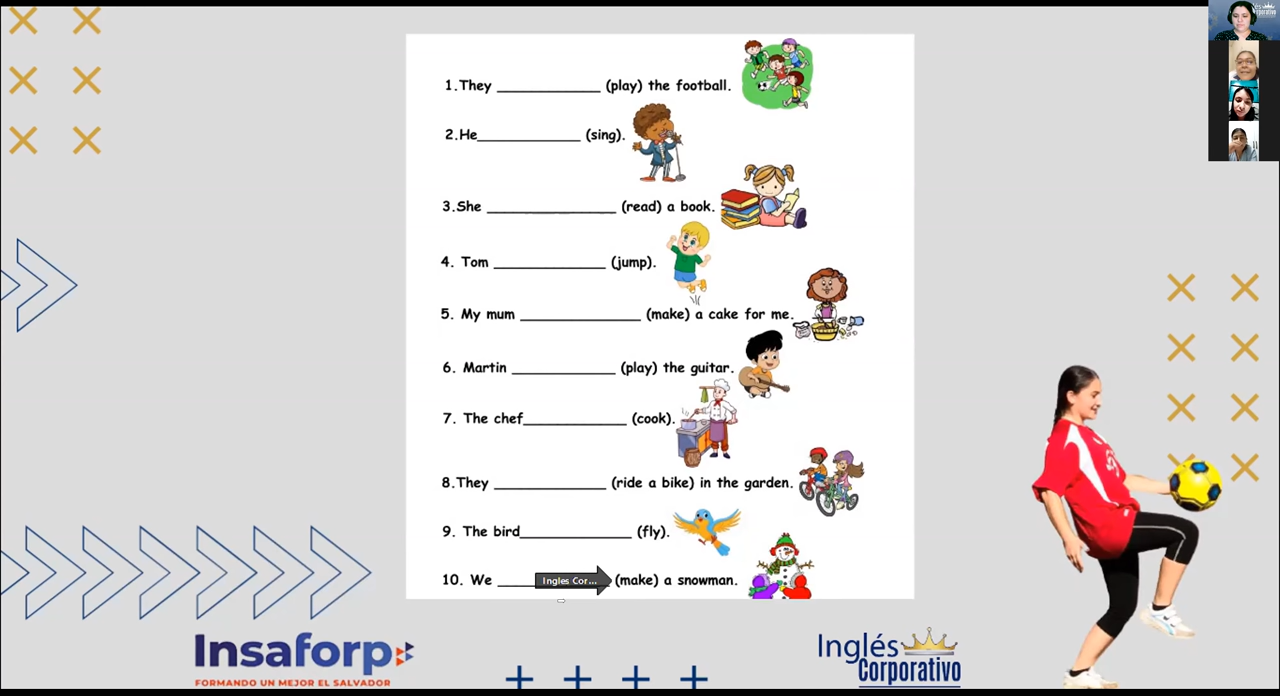 1.They ____________ (play) the football.
2.He____________ (sing).
3.She _______________ (read) a book.
4. Tom _____________ (jump).
5. My mum ______________ (make) a cake for me.
6. Martin ____________ (play) the guitar.
7. The chef____________ (cook).
8.They _____________ (ride a bike) in the garden.
9. The bird_____________ (fly).
10. We ____ Ingles Cor... (make) a snowman.
Insaforp
FORMANDO UN MEJOR EL SALVADOR
Inglés
Corporativo
Corporativo